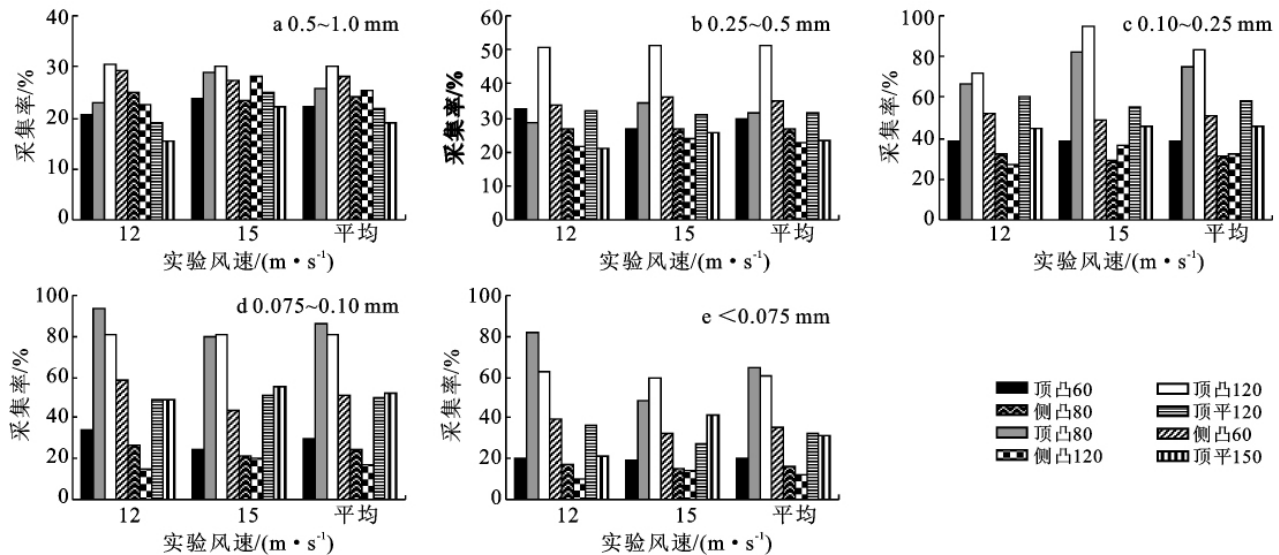 a 0.5~1.0 mm
采集率/%
40
30
20
10
0
12
15
平均
实验风速/(m·s⁻¹)
b 0.25~0.5 mm
采集率/%
60
50
40
30
20
10
0
12
15
平均
实验风速/(m·s⁻¹)
c 0.10~0.25 mm
采集率/%
100
80
60
40
20
0
12
15
平均
实验风速/(m·s⁻¹)
d 0.075~0.10 mm
采集率/%
100
80
60
40
20
0
12
15
平均
实验风速/(m·s⁻¹)
e <0.075 mm
采集率/%
100
80
60
40
20
0
12
15
平均
实验风速/(m·s⁻¹)
顶凸60
顶凸120
侧凸80
顶平120
顶凸80
侧凸60
侧凸120
顶平150